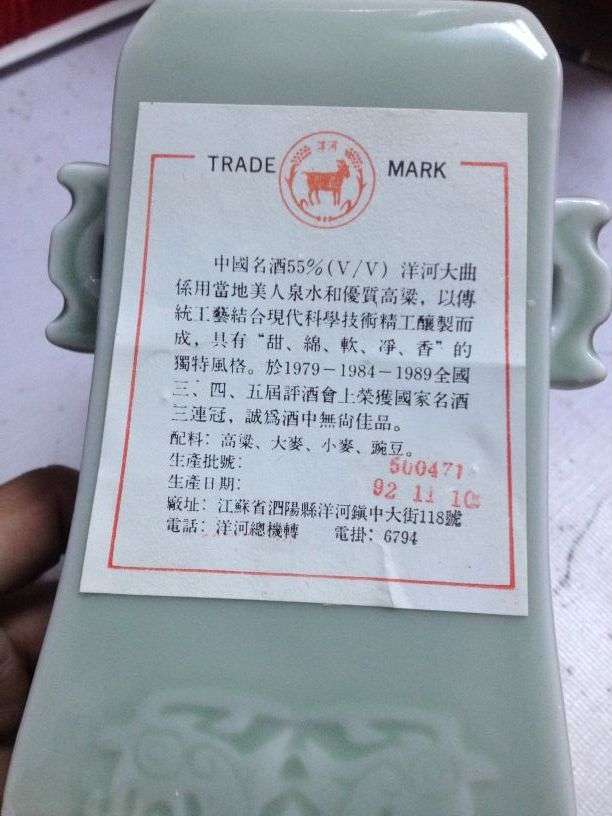 洋河
TRADE MARK
中國名酒55%(V/V) 洋河大曲
係用當地美人泉水和優質高粱，以傳
統工藝結合現代科學技術精工釀製而
成，具有“甜、綿、軟、凈、香”的
獨特風格。於1979－1984－1989全國
三、四、五屆評酒會上榮獲國家名酒
三連冠，誠爲酒中無尙佳品。
配料：高粱、大麥、小麥、豌豆。
生產批號：500471
生產日期：92 11 10
廠址：江蘇省泗陽縣洋河鎭中大街118號
電話：洋河總機轉 電掛：6794